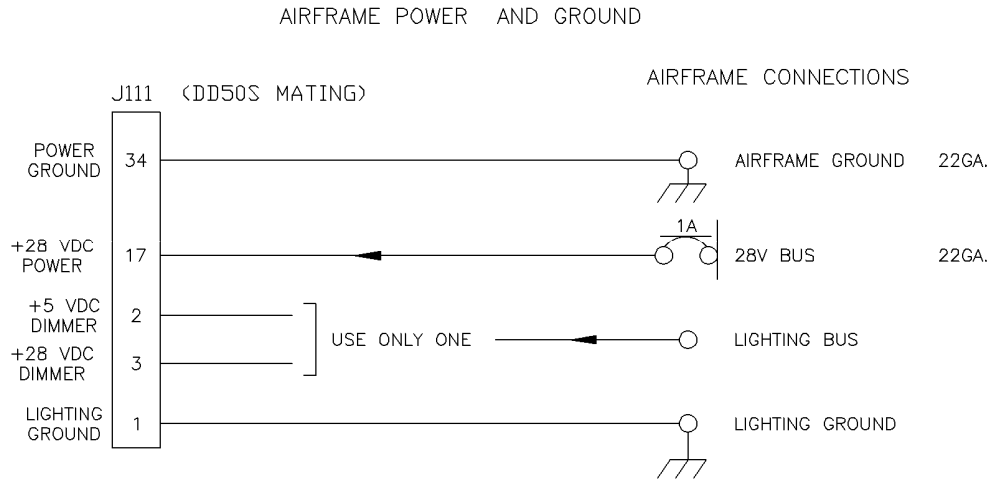 AIRFRAME POWER AND GROUND
AIRFRAME CONNECTIONS
J111 (DD50S MATING)
POWER
GROUND
34
AIRFRAME GROUND 22GA.
1A
+28 VDC
POWER
17
28V BUS 22GA.
+5 VDC
DIMMER
2
USE ONLY ONE
LIGHTING BUS
+28 VDC
DIMMER
3
LIGHTING
GROUND
1
LIGHTING GROUND